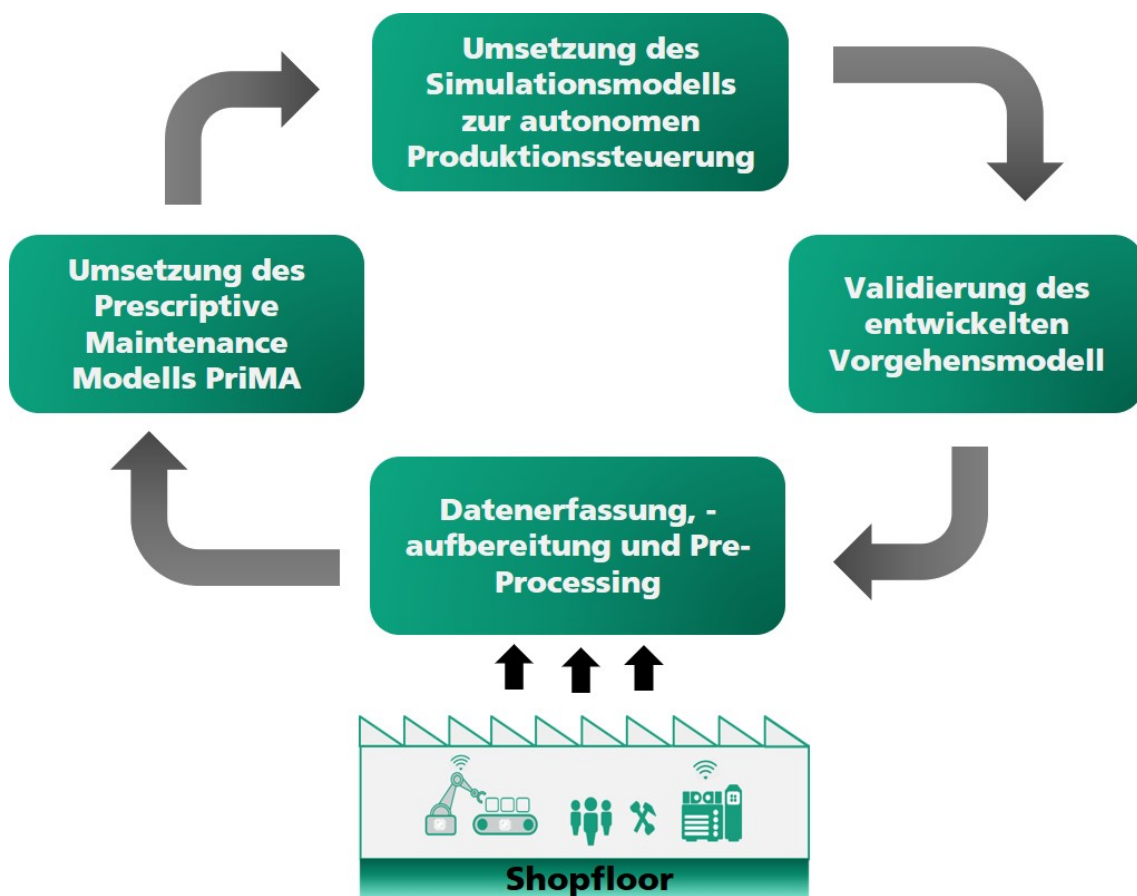 Umsetzung des
Simulationsmodells
zur autonomen
Produktionssteuerung
Umsetzung des
Prescriptive
Maintenance
Modells PriMA
Validierung des
entwickelten
Vorgehensmodell
Datenerfassung, -
aufbereitung und Pre-
Processing
Shopfloor